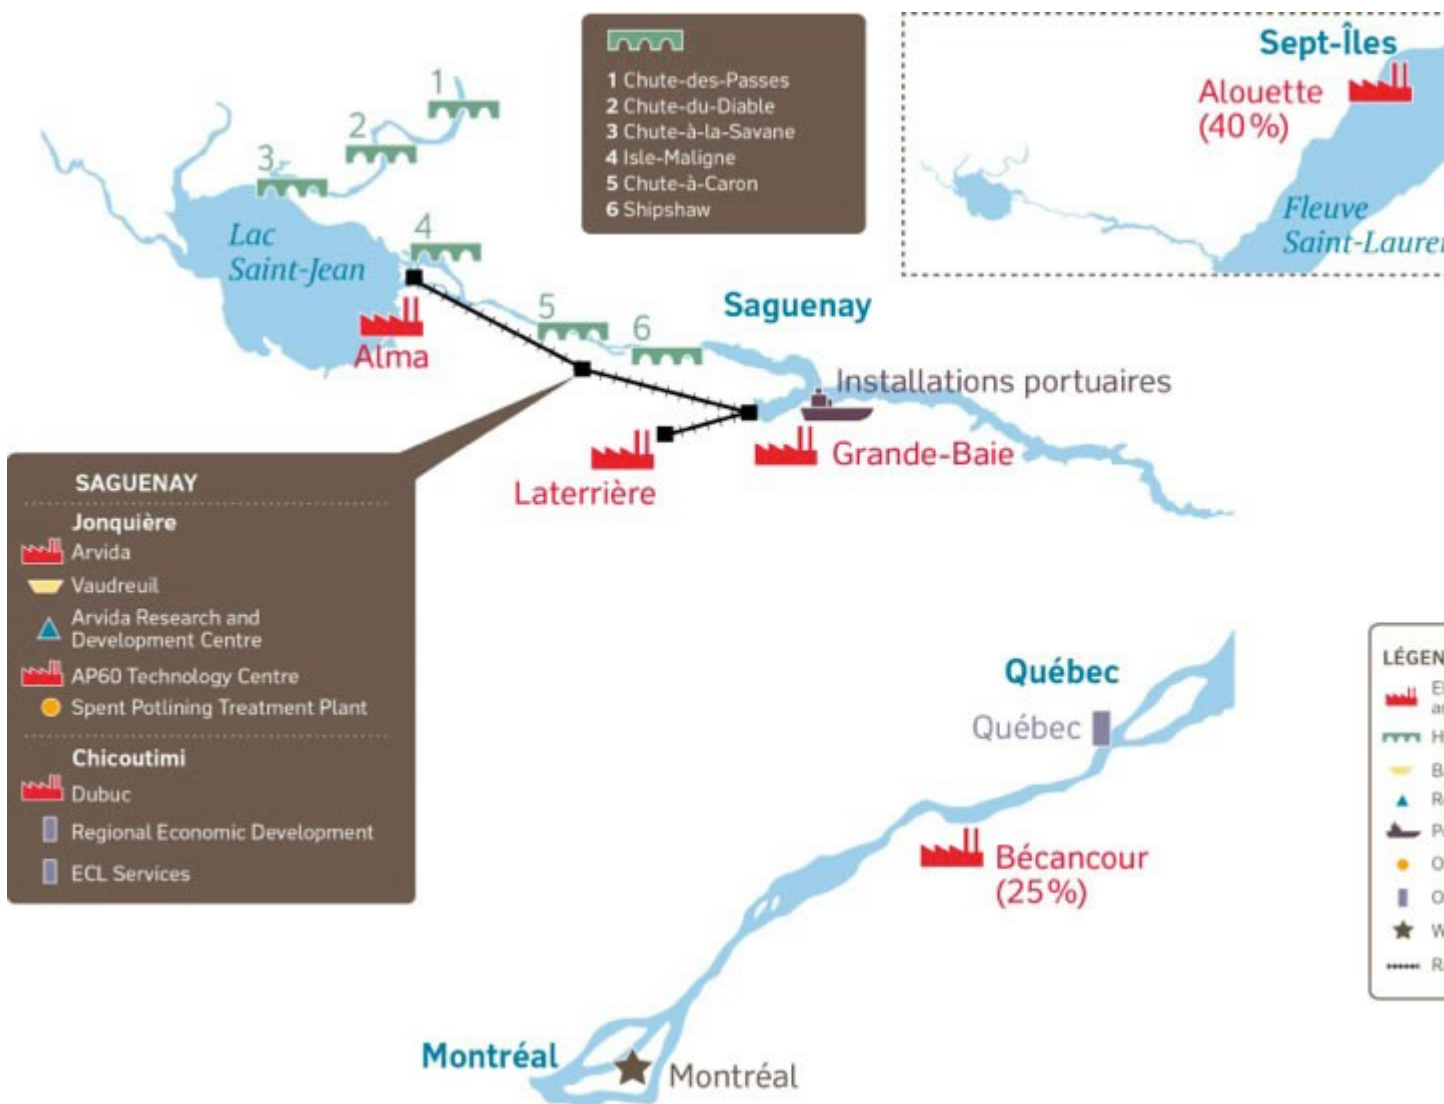 1 Chute-des-Passes
2 Chute-du-Diable
3 Chute-à-la-Savane
4 Isle-Maligne
5 Chute-à-Caron
6 Shipshaw
Sept-Îles
Alouette
(40%)
Fleuve
1
2
3
Lac
Saint-Jean
4
5
6
Alma
Saguenay
Installations portuaires
Grande-Baie
Laterrière
SAGUENAY
Jonquière
Arvida
Vaudreuil
Arvida Research and
Development Centre
AP60 Technology Centre
Spent Potlining Treatment Plant
Chicoutimi
Dubuc
Regional Economic Development
ECL Services
Québec
Québec
Bécancour
(25%)
Montréal
Montréal